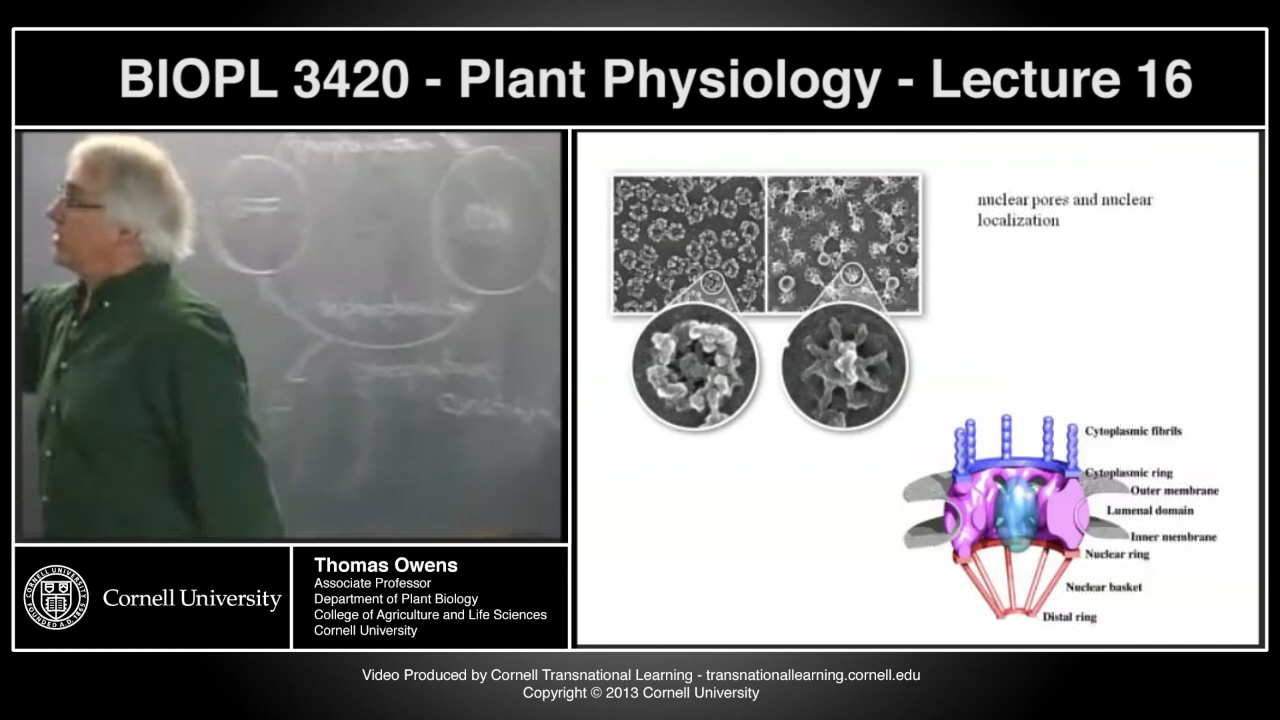 BIOPL 3420 - Plant Physiology - Lecture 16
nuclear pores and nuclear
localization
Cytoplasmic fibrils
Cytoplasmic ring
Outer membrane
Lumenal domain
Inner membrane
Nuclear ring
Nuclear basket
Distal ring
CORNELL UNIVERSITY
FOUNDED A.D.
Cornell University
Thomas Owens
Associate Professor
Department of Plant Biology
College of Agriculture and Life Sciences
Cornell University
Video Produced by Cornell Transnational Learning - transnationallearning.cornell.edu
Copyright © 2013 Cornell University